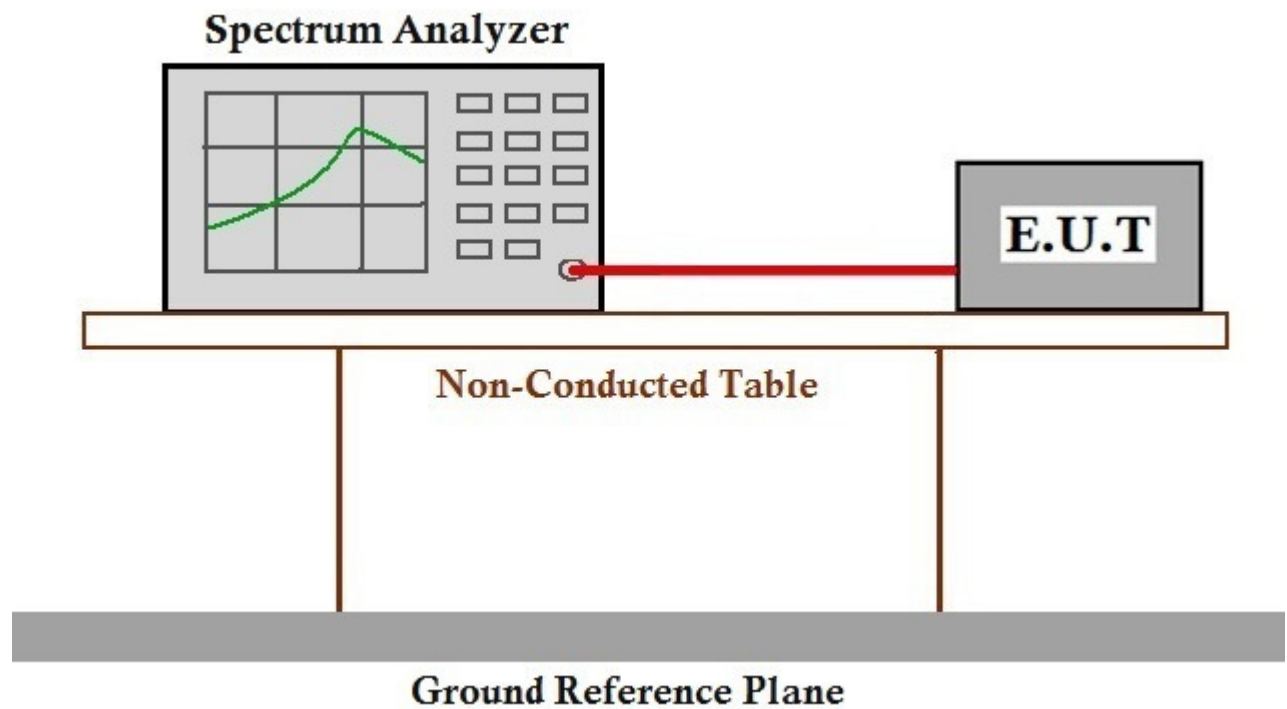 Spectrum Analyzer
E.U.T
Non-Conducted Table
Ground Reference Plane